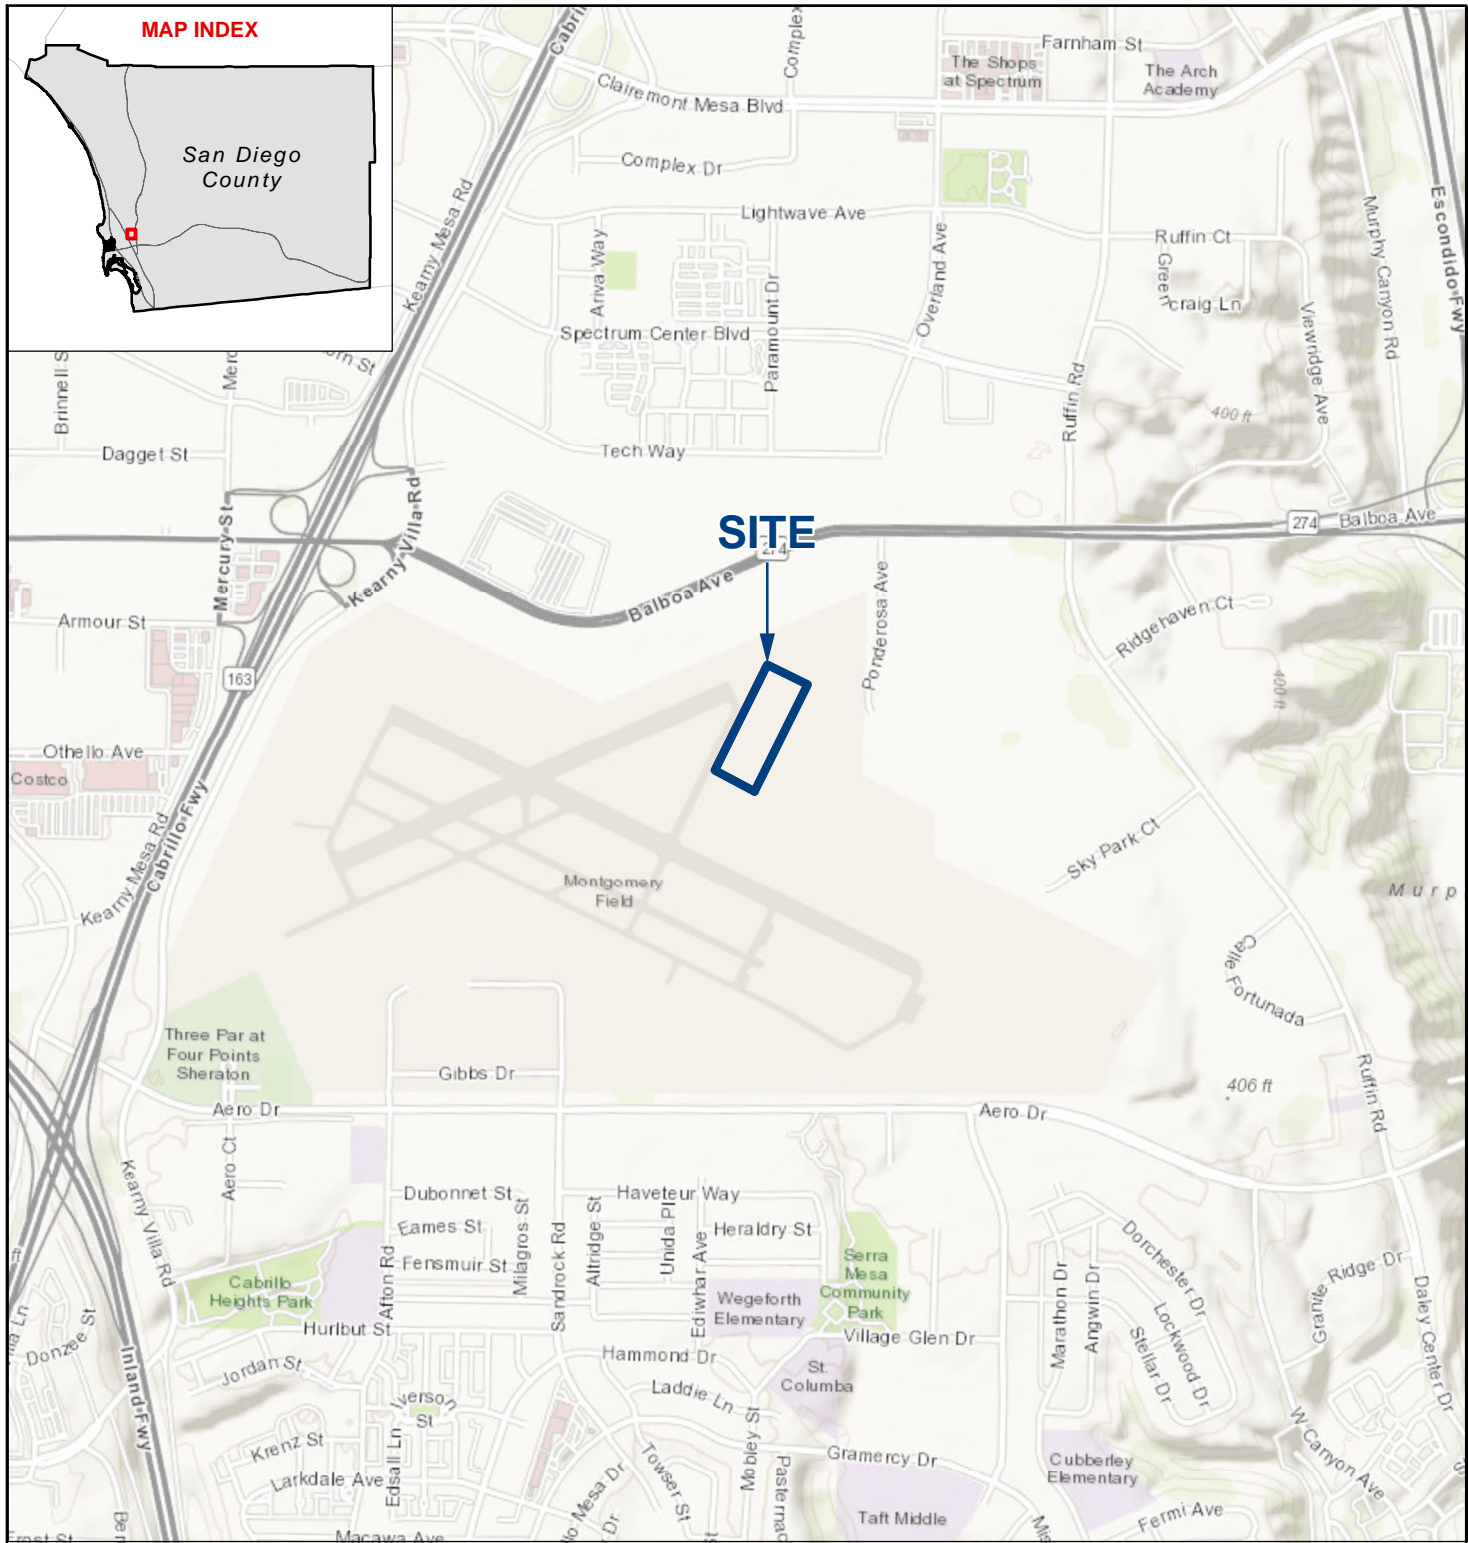 MAP INDEX
San Diego
County
Farnham St
The Shops
at Spectrum
The Arch
Academy
Complex
Clairemont Mesa Blvd
Complex Dr
Lightwave Ave
Kearny Mesa Rd
Ariva Way
Paramount Dr
Overland Ave
Ruffin Ct
Green
craig Ln
Murphy Canyon Rd
Escondido Fwy
Viewridge Ave
Spectrum Center Blvd
Ruffin Rd
400 ft
Tech Way
Dagget St
Mercury St
Kearny Villa Rd
SITE
274
Balboa Ave
274
Balboa Ave
Ponderosa Ave
Ridgehaven Ct
400 ft
Armour St
163
Othello Ave
Costco
Kearny Mesa Rd
Cabrillo Fwy
Montgomery
Field
Sky Park Ct
Murp
Calle Fortunada
Three Par at
Four Points
Sheraton
Gibbs Dr
406 ft
Ruffin Rd
Aero Dr
Aero Dr
Aero Ct
Kearny Villa Rd
Dubonnet St
Eames St
Fensmuir St
Milagros St
Sandrock Rd
Altridge St
Haveteur Way
Unida Pl
Heraldry St
Ediwhar Ave
Afton Rd
Cabrillo
Heights Park
Wegeforth
Elementary
Serra
Mesa
Community
Park
Village Glen Dr
Marathon Dr
Angwin Dr
Dorchester Dr
Lockwood Dr
Stellar Dr
Granite Ridge Dr
Daley Center Dr
Hurlbut St
Donzee St
Inland Fwy
Jordan St
Iverson
St
Hammond Dr
Laddie Ln
St.
Columba
Mobley St
Krenz St
Larkdale Ave
Edsall Ln
Towser St
Gramercy Dr
Cubberley
Elementary
W Canyon Ave
Taft Middle
Fermi Ave
Macawa Ave